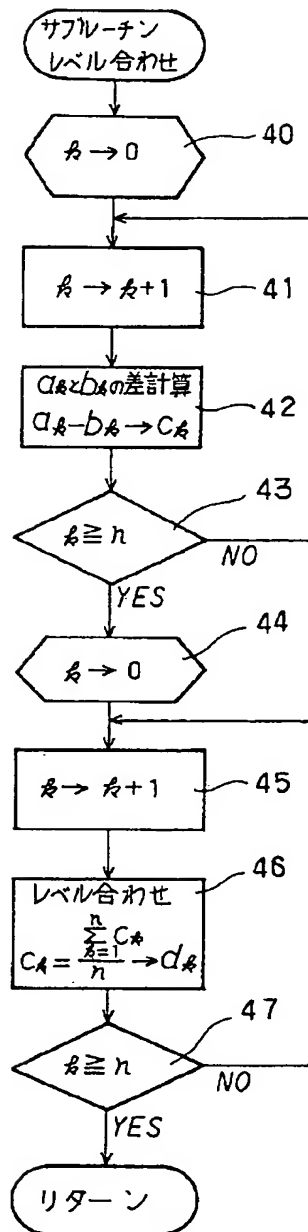 サブルーチン
レベル合わせ
k → 0
40
k → k+1
41
akとbkの差計算
ak−bk → ck
42
k ≧ n
43
NO
YES
k → 0
44
k → k+1
45
レベル合わせ
ck = (Σ_{k=1}^{n} ck) / n → dk
46
k ≧ n
47
NO
YES
リターン